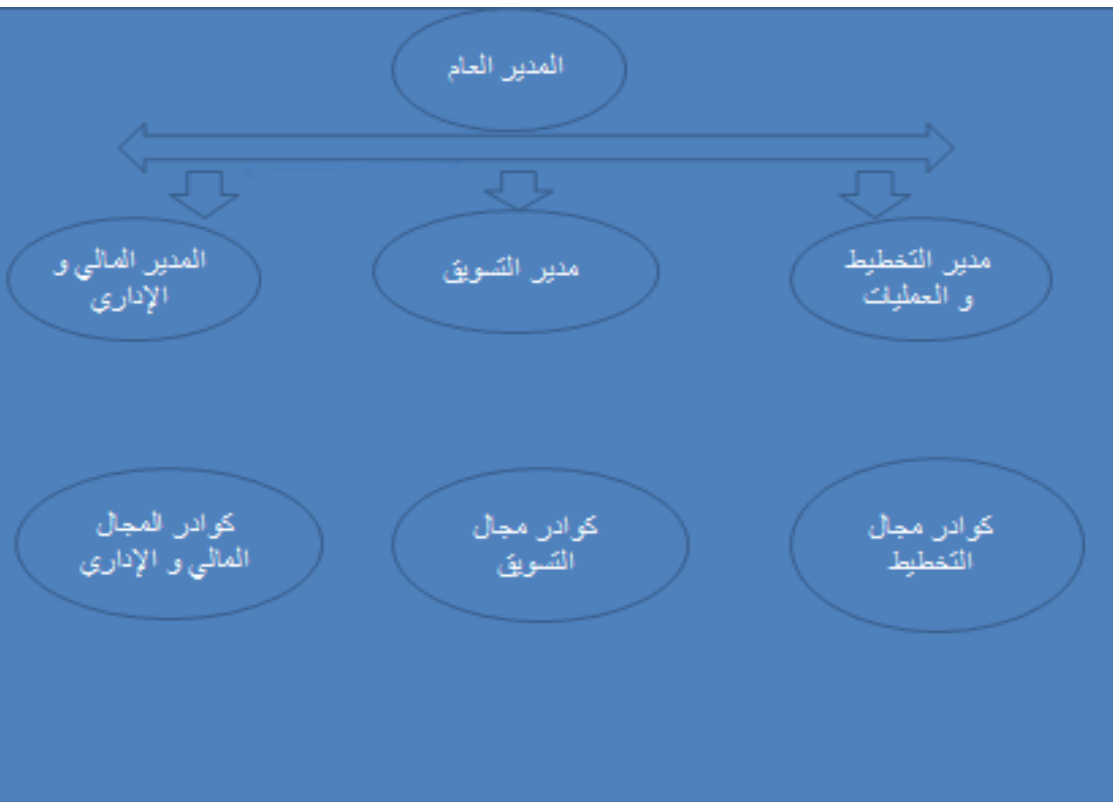 المدير العام
مدير التخطيط
و العمليات
مدير التسويق
المدير المالي و
الإداري
كوادر مجال
التخطيط
كوادر مجال
التسويق
كوادر المجال
المالي و الإداري